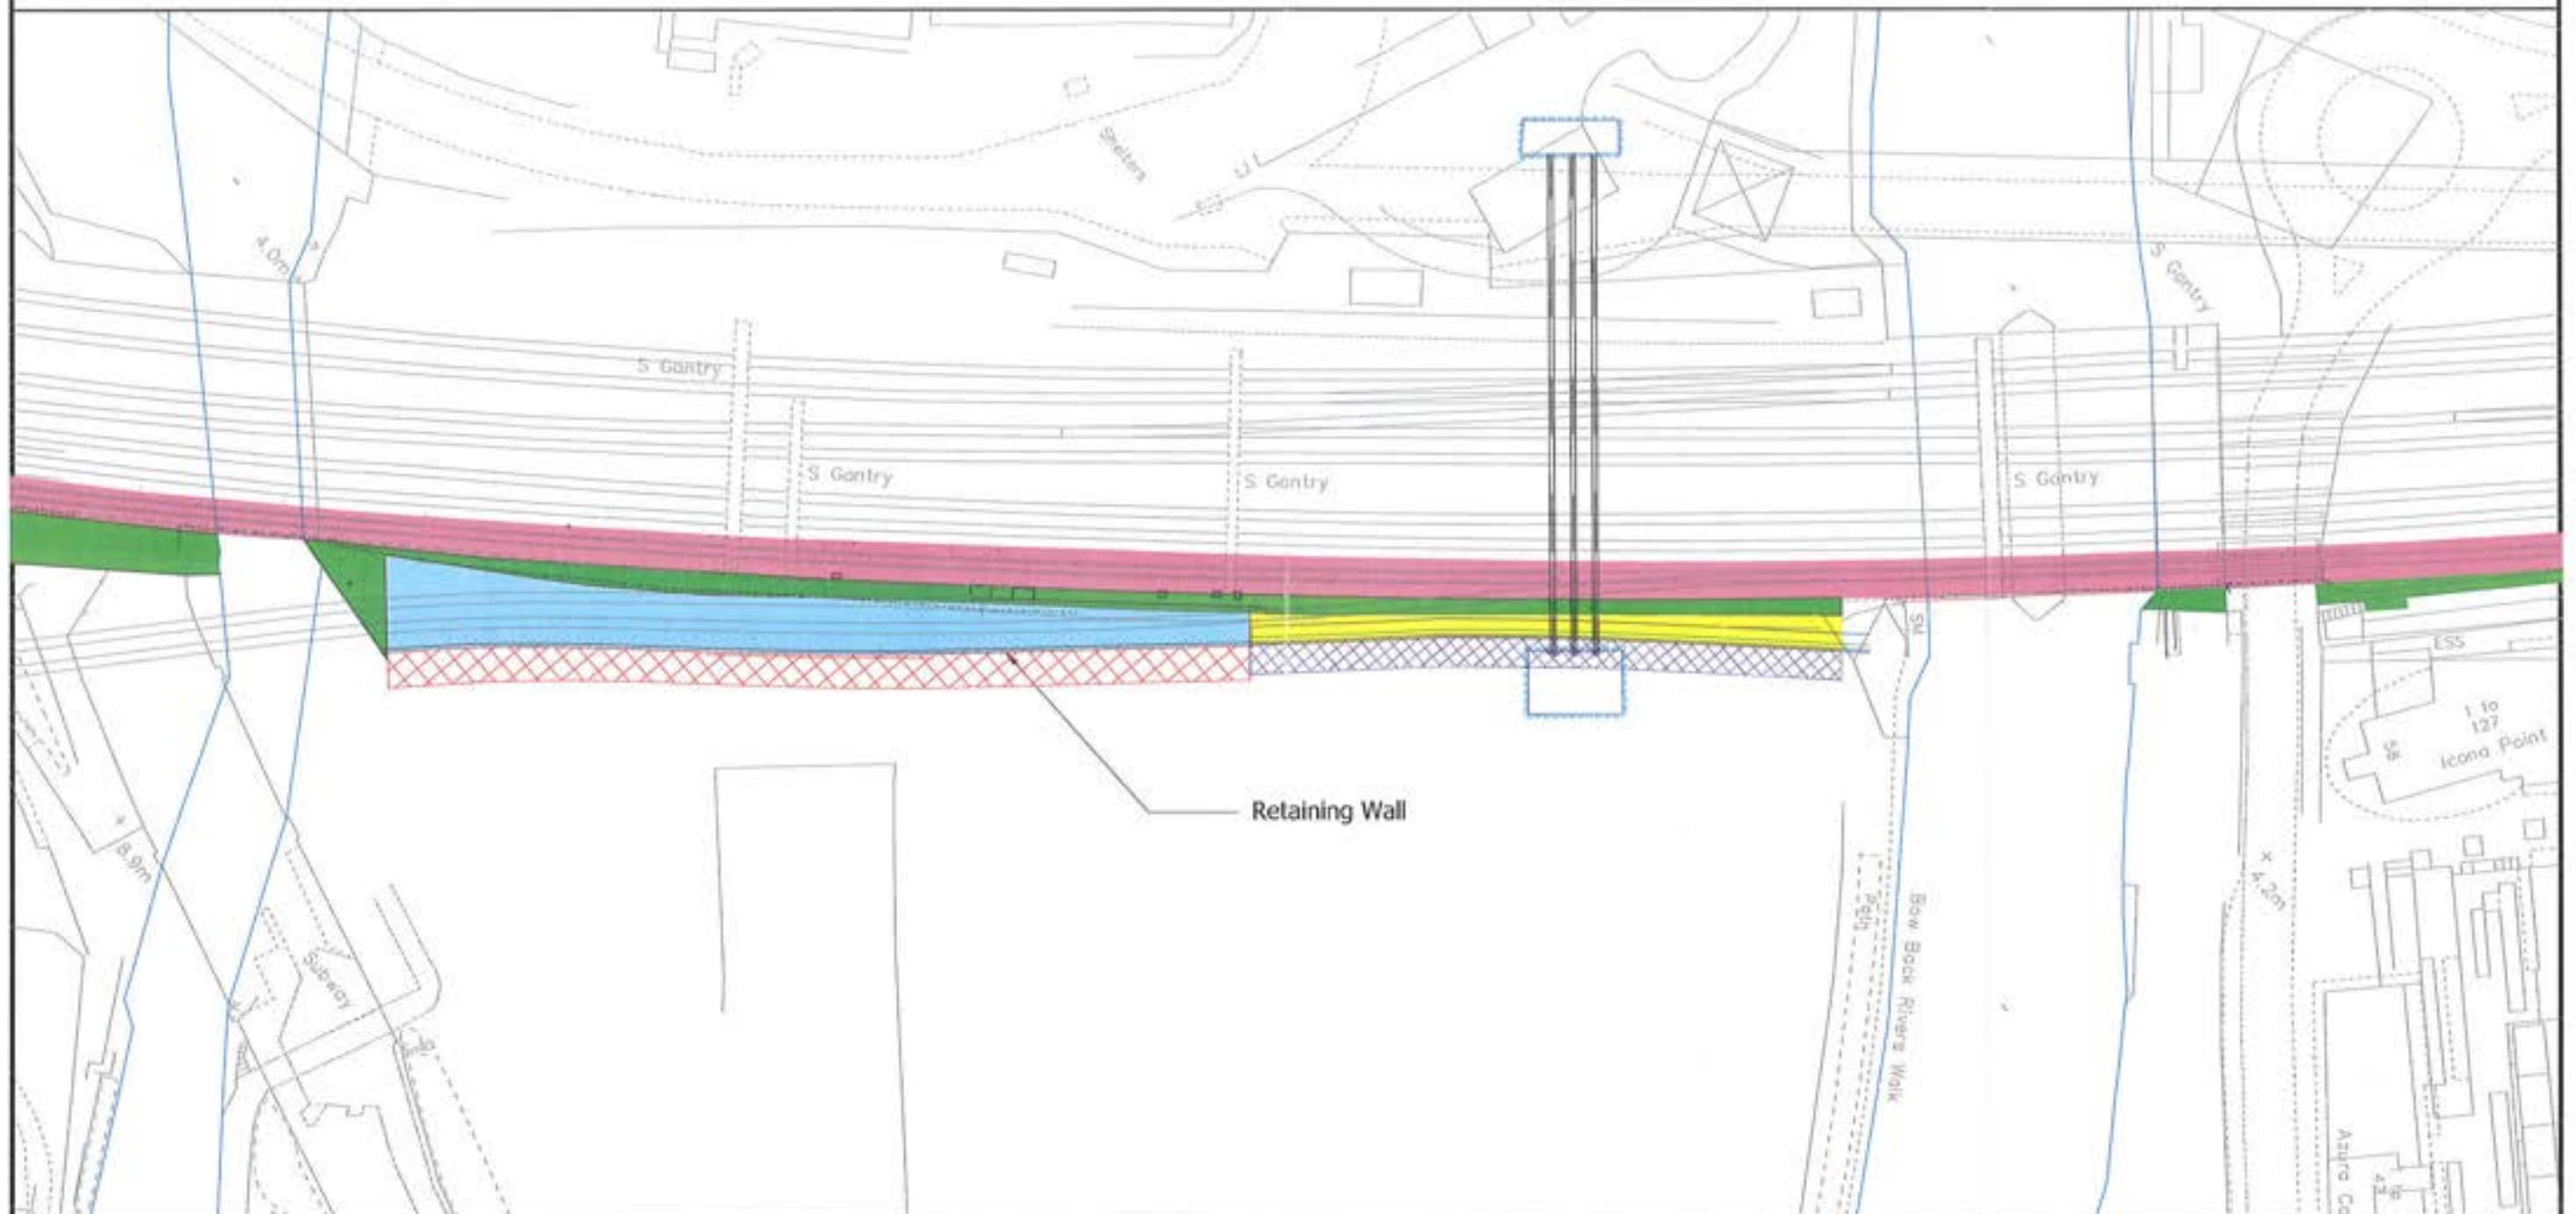 Shelters
4.0m
S Gantry
S Gantry
S Gantry
S Gantry
S Gantry
SM
ESS
1 to
127
Icona Point
58
Retaining Wall
8.9m
4.2m
Path
Bow Back Rivers Walk
Subway